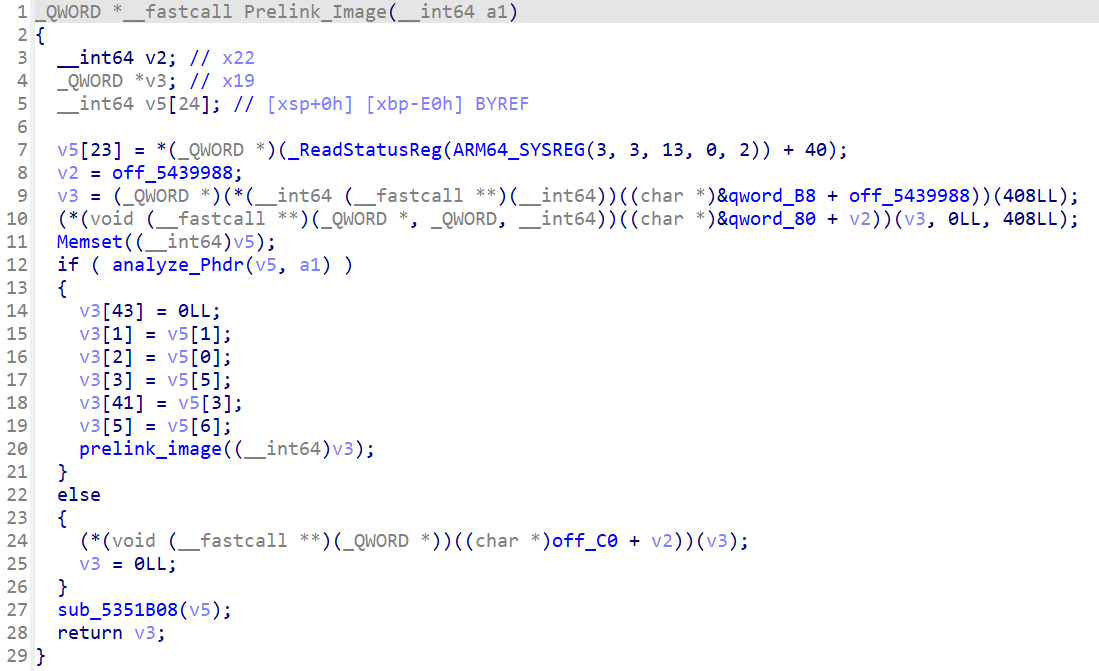 1 _QWORD *__fastcall Prelink_Image(__int64 a1)
2 {
3   __int64 v2; // x22
4   _QWORD *v3; // x19
5   __int64 v5[24]; // [xsp+0h] [xbp-E0h] BYREF
6
7   v5[23] = *(_QWORD *)(_ReadStatusReg(ARM64_SYSREG(3, 3, 13, 0, 2)) + 40);
8   v2 = off_5439988;
9   v3 = (_QWORD *)(*(__int64 (__fastcall **)(__int64))((char *)&qword_B8 + off_5439988))(408LL);
10   (*(void (__fastcall **)(_QWORD *, _QWORD, __int64))((char *)&qword_80 + v2))(v3, 0LL, 408LL);
11   Memset((__int64)v5);
12   if ( analyze_Phdr(v5, a1) )
13   {
14     v3[43] = 0LL;
15     v3[1] = v5[1];
16     v3[2] = v5[0];
17     v3[3] = v5[5];
18     v3[41] = v5[3];
19     v3[5] = v5[6];
20     prelink_image((__int64)v3);
21   }
22   else
23   {
24     (*(void (__fastcall **)(_QWORD *))((char *)off_C0 + v2))(v3);
25     v3 = 0LL;
26   }
27   sub_5351B08(v5);
28   return v3;
29 }